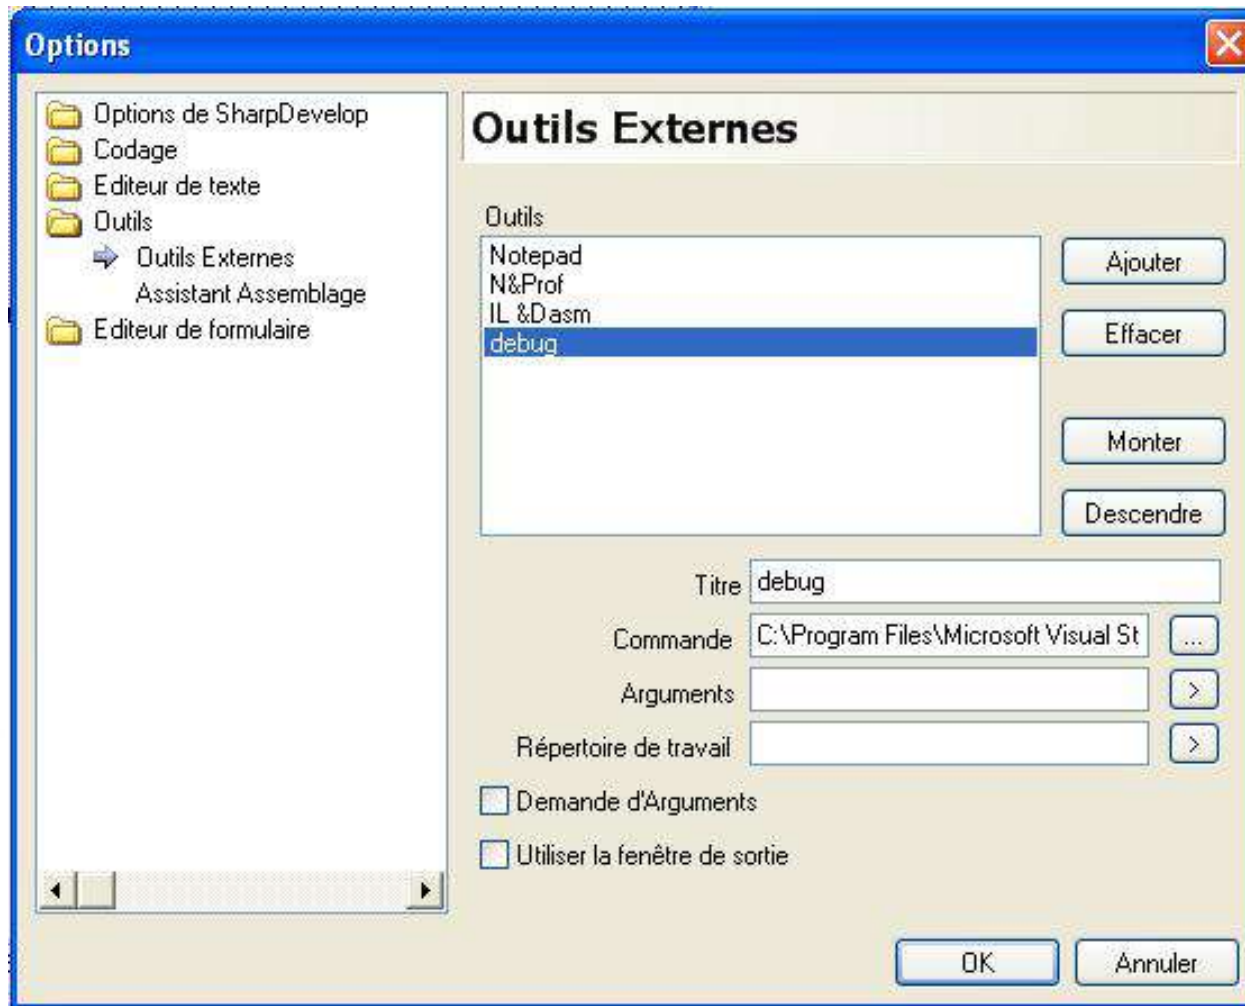 Options
Options de SharpDevelop
Codage
Editeur de texte
Outils
Outils Externes
Assistant Assemblage
Editeur de formulaire
Outils Externes
Outils
Notepad
N&Prof
IL &Dasm
debug
Ajouter
Effacer
Monter
Descendre
Titre debug
Commande C:\Program Files\Microsoft Visual St ...
Arguments >
Répertoire de travail >
Demande d'Arguments
Utiliser la fenêtre de sortie
OK Annuler